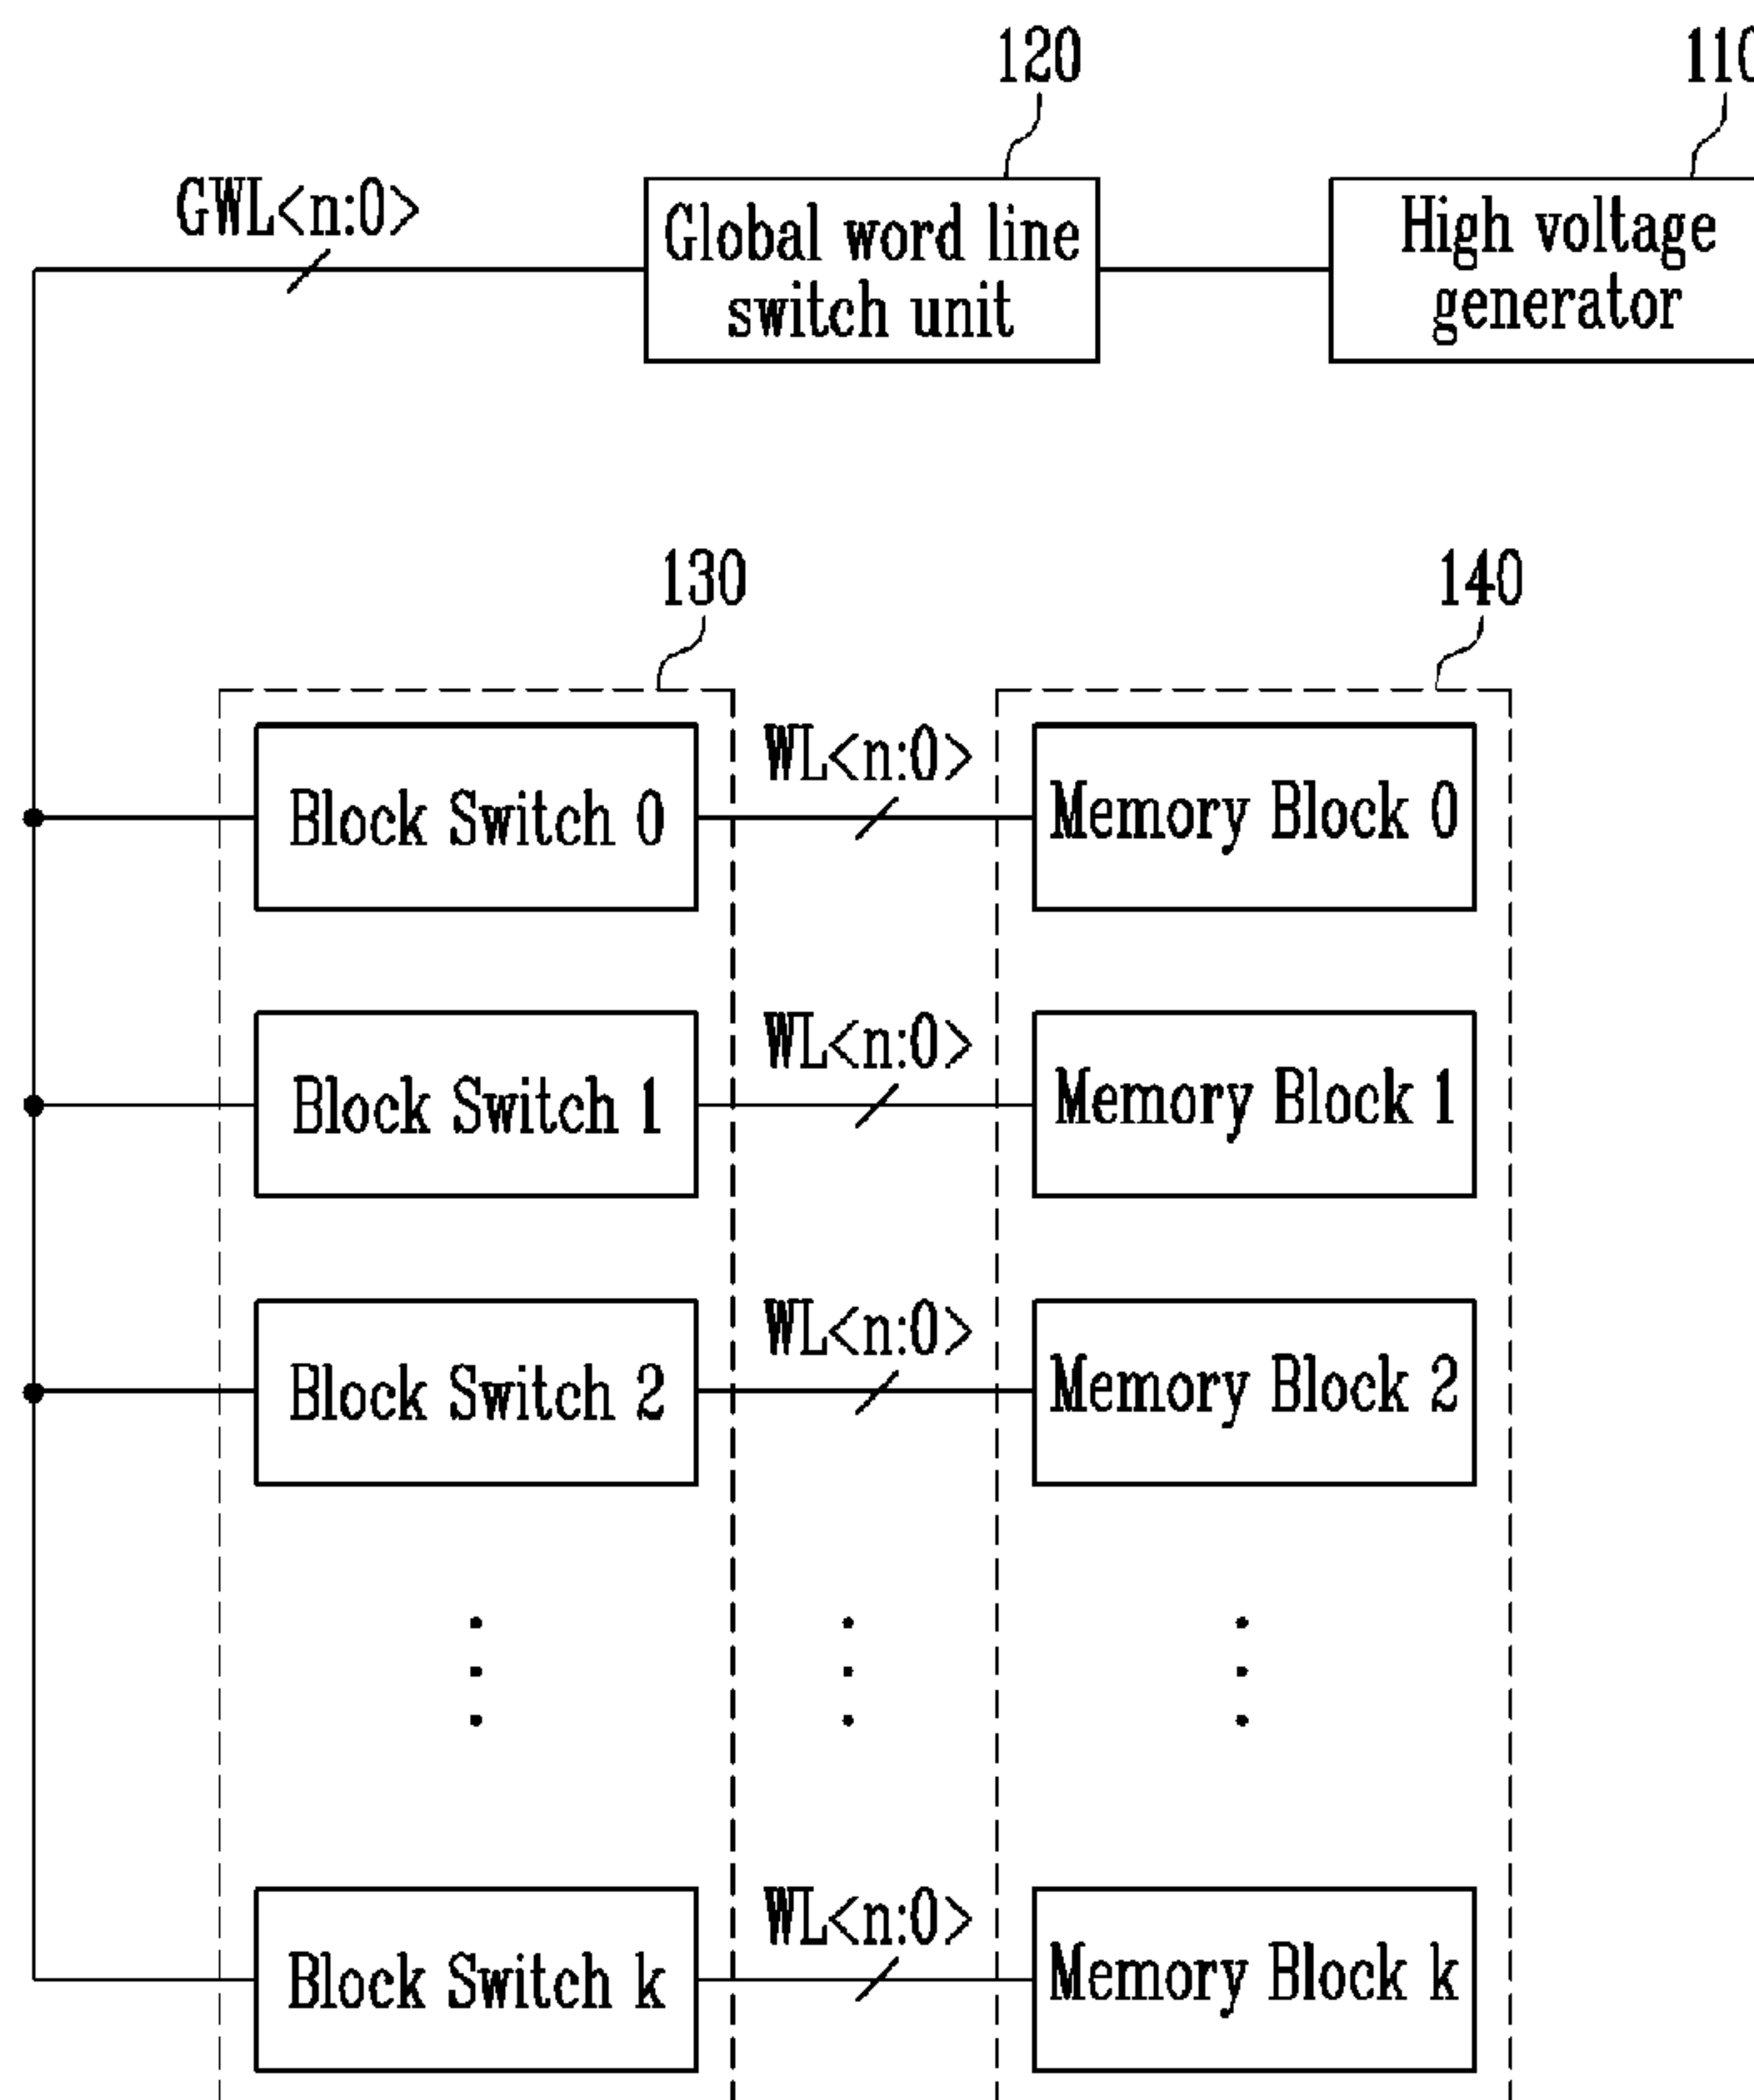 120
110
GWL<n:0>
Global word line
switch unit
High voltage
generator
130
140
WL<n:0>
Block Switch 0
Memory Block 0
WL<n:0>
Block Switch 1
Memory Block 1
WL<n:0>
Block Switch 2
Memory Block 2
WL<n:0>
Block Switch k
Memory Block k